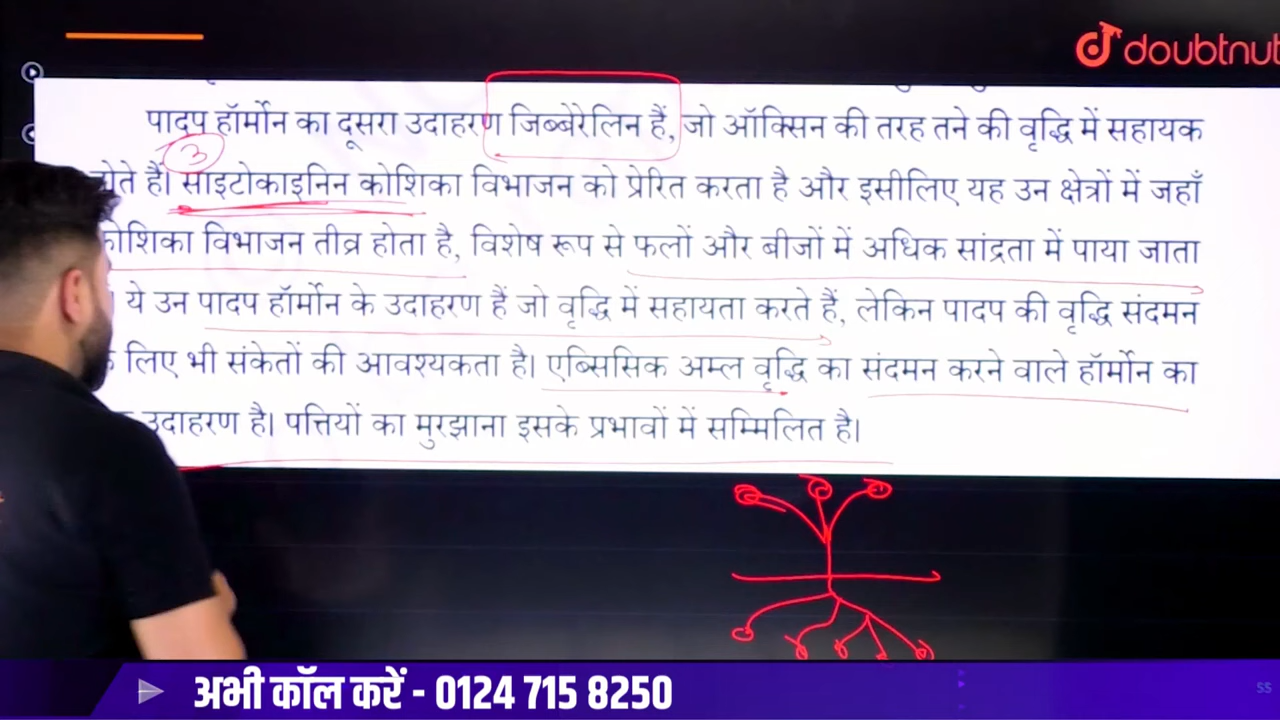 doubtnut
पादप हॉर्मोन का दूसरा उदाहरण जिब्बेरेलिन हैं, जो ऑक्सिन की तरह तने की वृद्धि में सहायक
3
होते हैं। साइटोकाइनिन कोशिका विभाजन को प्रेरित करता है और इसीलिए यह उन क्षेत्रों में जहाँ
कोशिका विभाजन तीव्र होता है, विशेष रूप से फलों और बीजों में अधिक सांद्रता में पाया जाता
ये उन पादप हॉर्मोन के उदाहरण हैं जो वृद्धि में सहायता करते हैं, लेकिन पादप की वृद्धि संदमन
लिए भी संकेतों की आवश्यकता है। एब्सिसिक अम्ल वृद्धि का संदमन करने वाले हॉर्मोन का
उदाहरण है। पत्तियों का मुरझाना इसके प्रभावों में सम्मिलित है।
अभी कॉल करें - 0124 715 8250
SS